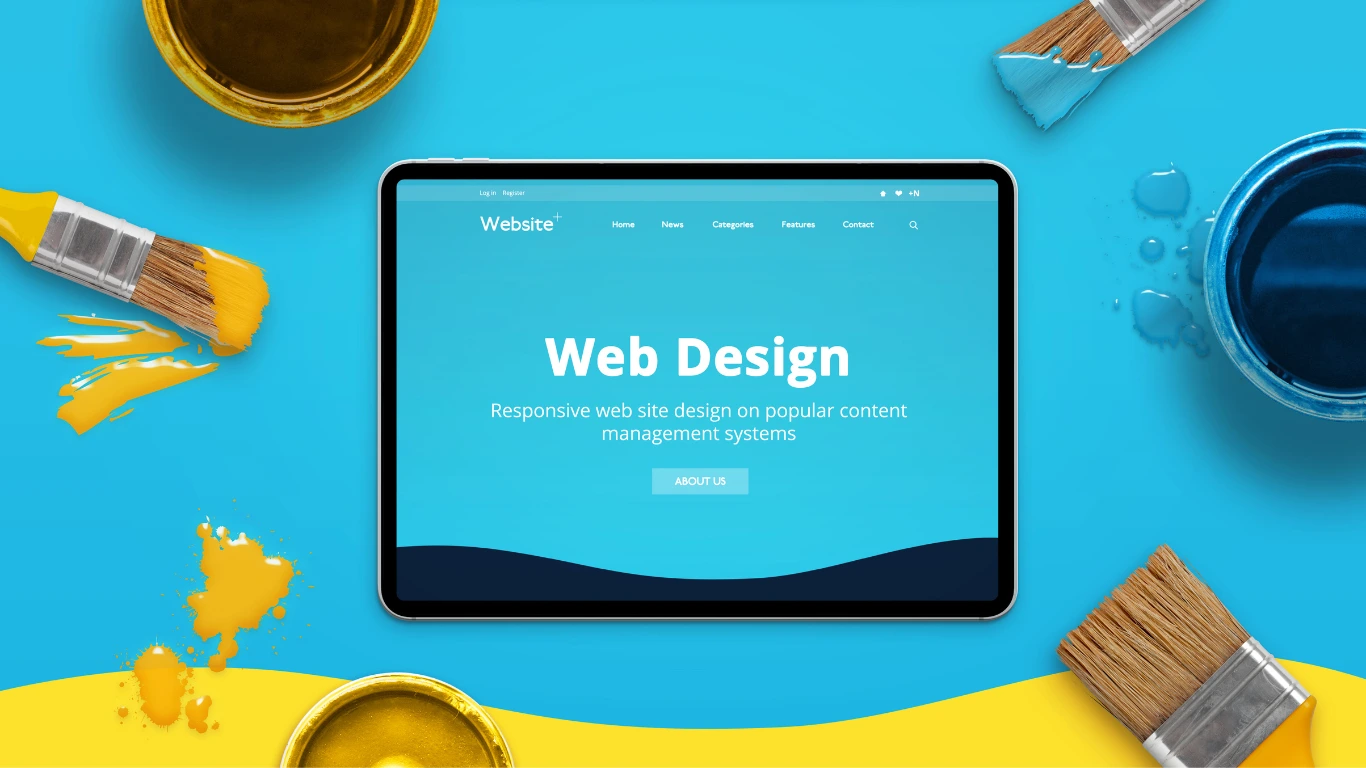 Log in Register
+N
Website+
Home News Categories Features Contact
Web Design
Responsive web site design on popular content
management systems
ABOUT US